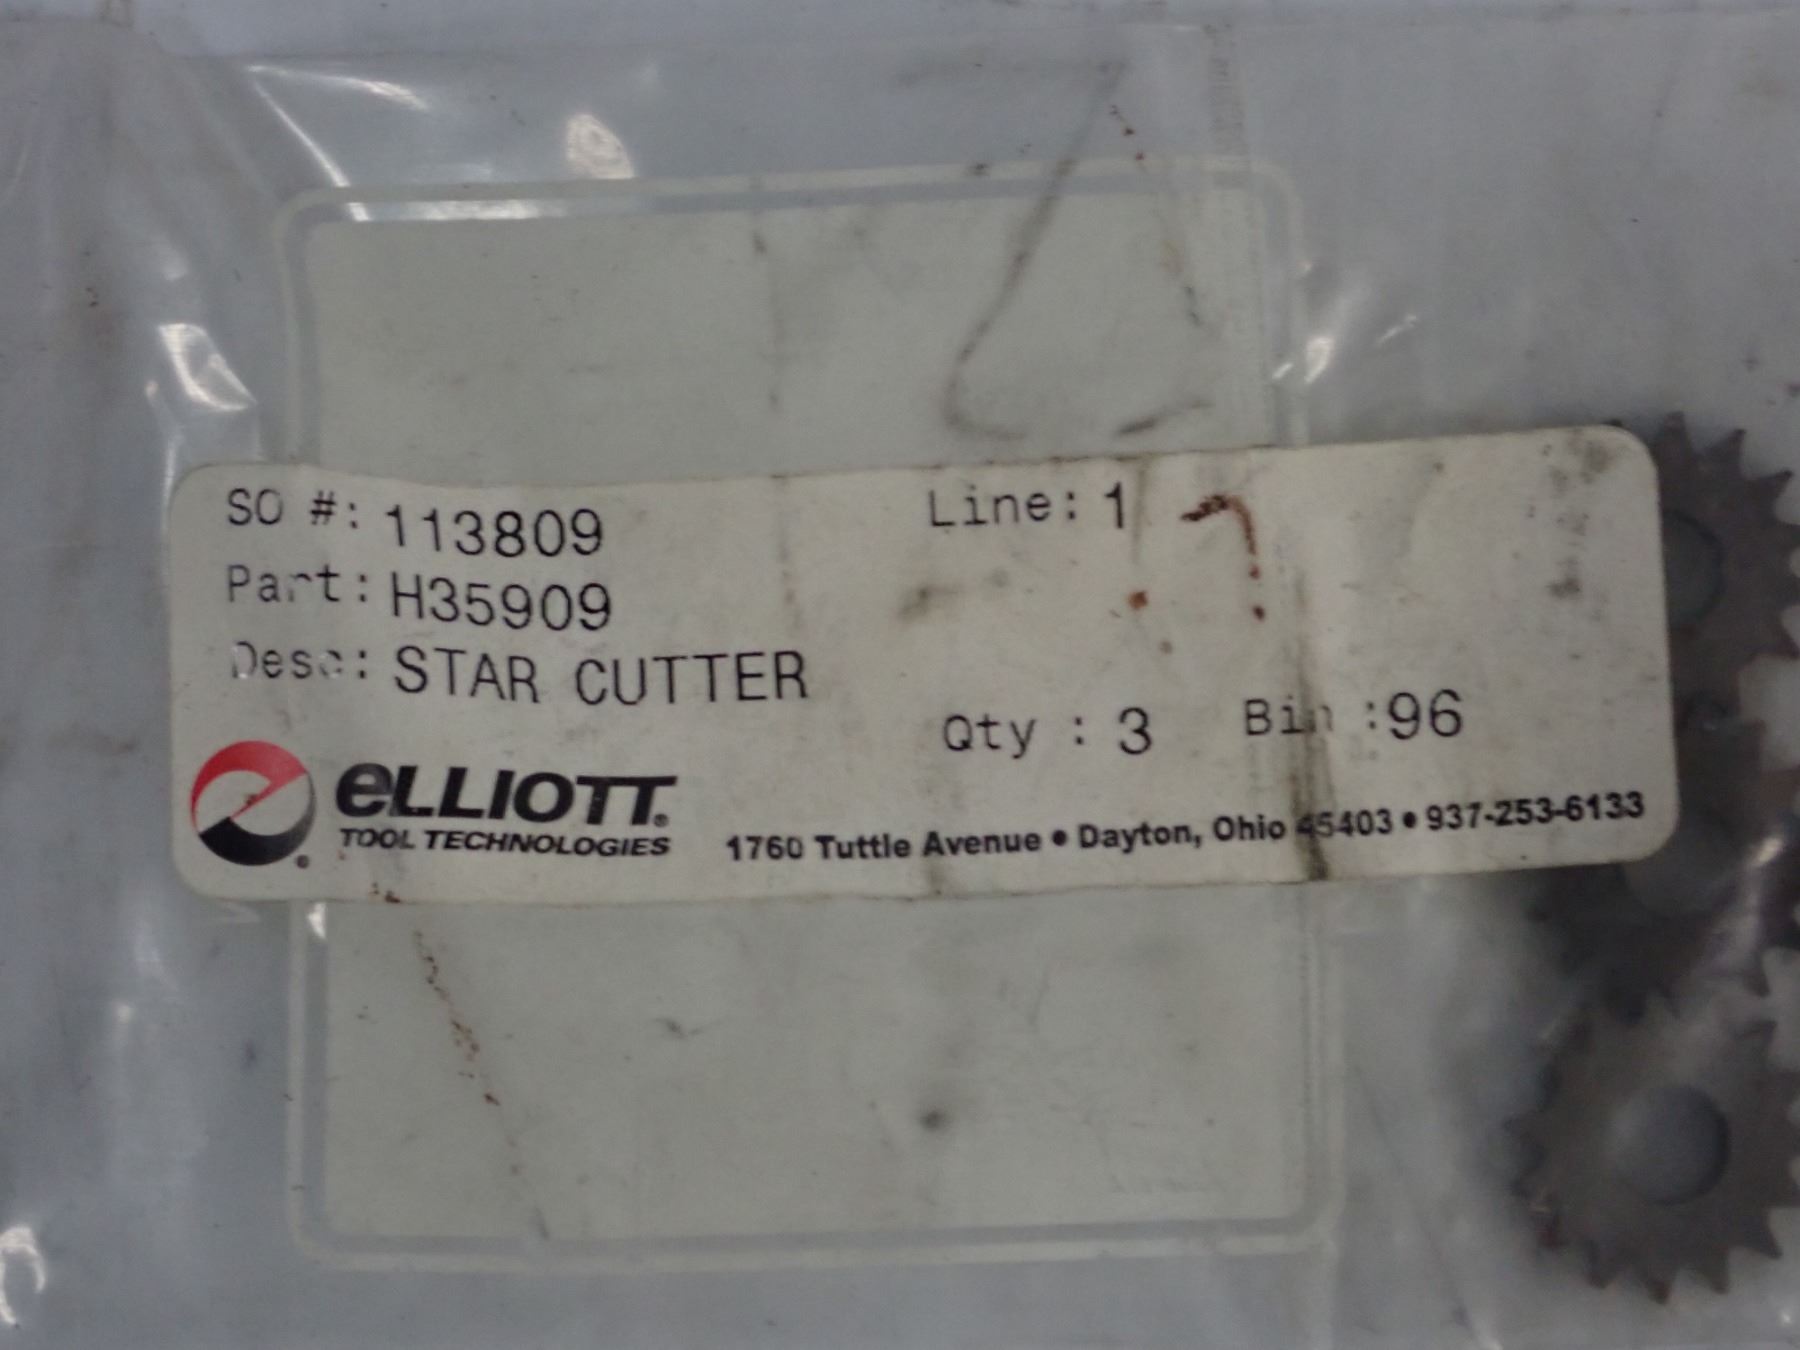 SO #: 113809 Line: 1
Part: H35909
Desc: STAR CUTTER
Qty : 3 Bin :96
eLLIOTT®
TOOL TECHNOLOGIES
®
1760 Tuttle Avenue • Dayton, Ohio 45403 • 937-253-6133